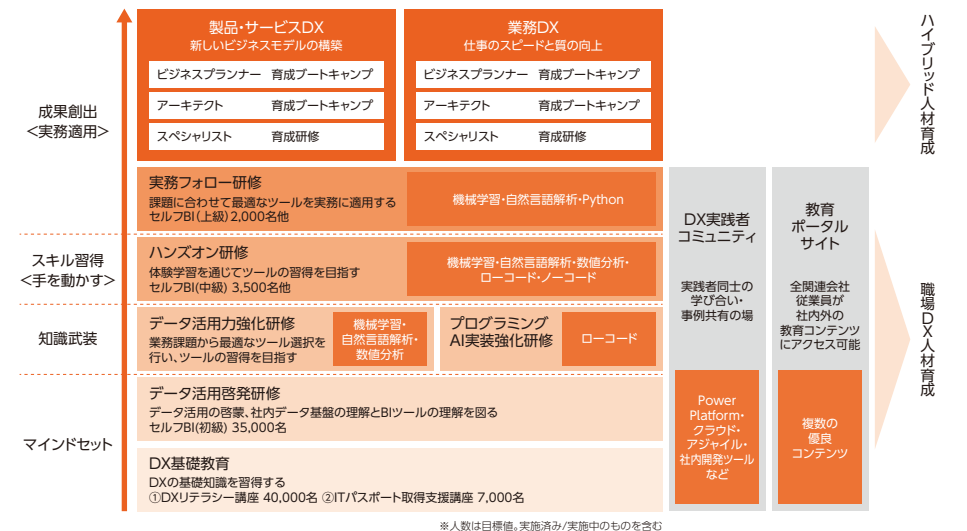 成果創出
<実務適用>
スキル習得
<手を動かす>
知識武装
マインドセット
製品・サービスDX
新しいビジネスモデルの構築
ビジネスプランナー 育成ブートキャンプ
アーキテクト 育成ブートキャンプ
スペシャリスト 育成研修
業務DX
仕事のスピードと質の向上
ビジネスプランナー 育成ブートキャンプ
アーキテクト 育成ブートキャンプ
スペシャリスト 育成研修
実務フォロー研修
課題に合わせて最適なツールを実務に適用する
セルフBI(上級)2,000名他
機械学習・自然言語解析・Python
ハンズオン研修
体験学習を通じてツールの習得を目指す
セルフBI(中級) 3,500名他
機械学習・自然言語解析・数値分析・
ローコード・ノーコード
データ活用力強化研修
業務課題から最適なツール選択を
行い、ツールの習得を目指す
機械学習・
自然言語解析・
数値分析
プログラミング
AI実装強化研修
ローコード
データ活用啓発研修
データ活用の啓蒙、社内データ基盤の理解とBIツールの理解を図る
セルフBI(初級) 35,000名
DX基礎教育
DXの基礎知識を習得する
①DXリテラシー講座 40,000名 ②ITパスポート取得支援講座 7,000名
DX実践者
コミュニティ
実践者同士の
学び合い・
事例共有の場
Power
Platform・
クラウド・
アジャイル・
社内開発ツール
など
教育
ポータル
サイト
全関連会社
従業員が
社内外の
教育コンテンツ
にアクセス可能
複数の
優良
コンテンツ
ハイブリッド人材育成
職場DX人材育成
※人数は目標値。実施済み/実施中のものを含む